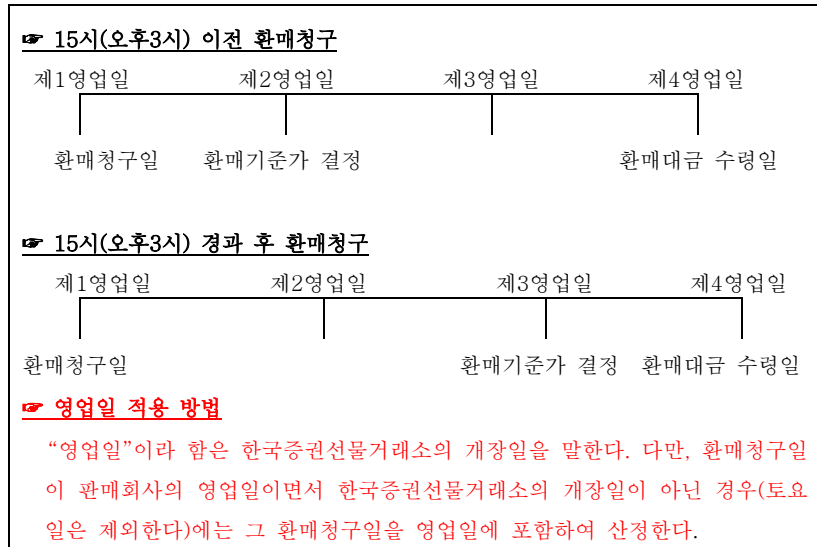 ☞ 15시(오후3시) 이전 환매청구
제1영업일 제2영업일 제3영업일 제4영업일
환매청구일 환매기준가 결정 환매대금 수령일
☞ 15시(오후3시) 경과 후 환매청구
제1영업일 제2영업일 제3영업일 제4영업일
환매청구일 환매기준가 결정 환매대금 수령일
☞ 영업일 적용 방법
“영업일”이라 함은 한국증권선물거래소의 개장일을 말한다. 다만, 환매청구일
이 판매회사의 영업일이면서 한국증권선물거래소의 개장일이 아닌 경우(토요
일은 제외한다)에는 그 환매청구일을 영업일에 포함하여 산정한다.